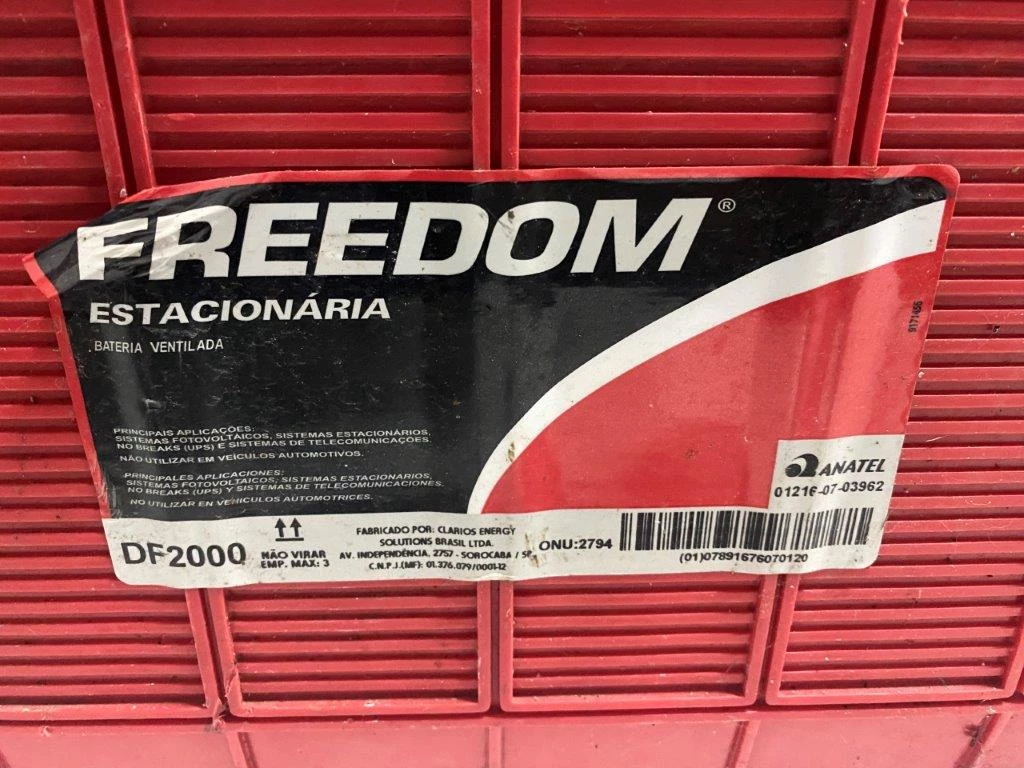 FREEDOM®
ESTACIONÁRIA
BATERIA VENTILADA
9171456
PRINCIPAIS APLICAÇÕES:
SISTEMAS FOTOVOLTAICOS, SISTEMAS ESTACIONÁRIOS,
NO BREAKS (UPS) E SISTEMAS DE TELECOMUNICAÇÕES.
NÃO UTILIZAR EM VEÍCULOS AUTOMOTIVOS.
PRINCIPALES APLICACIONES:
SISTEMAS FOTOVOLTAICOS, SISTEMAS ESTACIONARIOS,
NO BREAKS (UPS) Y SISTEMAS DE TELECOMUNICACIONES.
NO UTILIZAR EN VEHICULOS AUTOMOTRICES.
ANATEL
01216-07-03962
DF2000
NÃO VIRAR
EMP. MAX: 3
FABRICADO POR: CLARIOS ENERGY
SOLUTIONS BRASIL LTDA.
AV. INDEPENDÊNCIA, 2757 - SOROCABA / SP
C.N.P.J.(MF): 01.376.079/0001-12
ONU:2794
(01)07891676070120